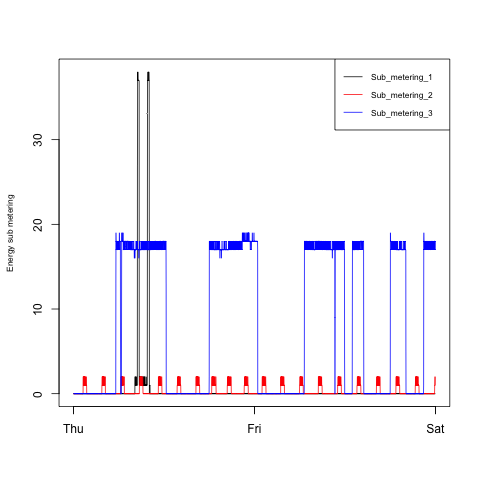 Sub_metering_1
Sub_metering_2
Sub_metering_3
Energy sub metering
30
20
10
0
Thu Fri Sat